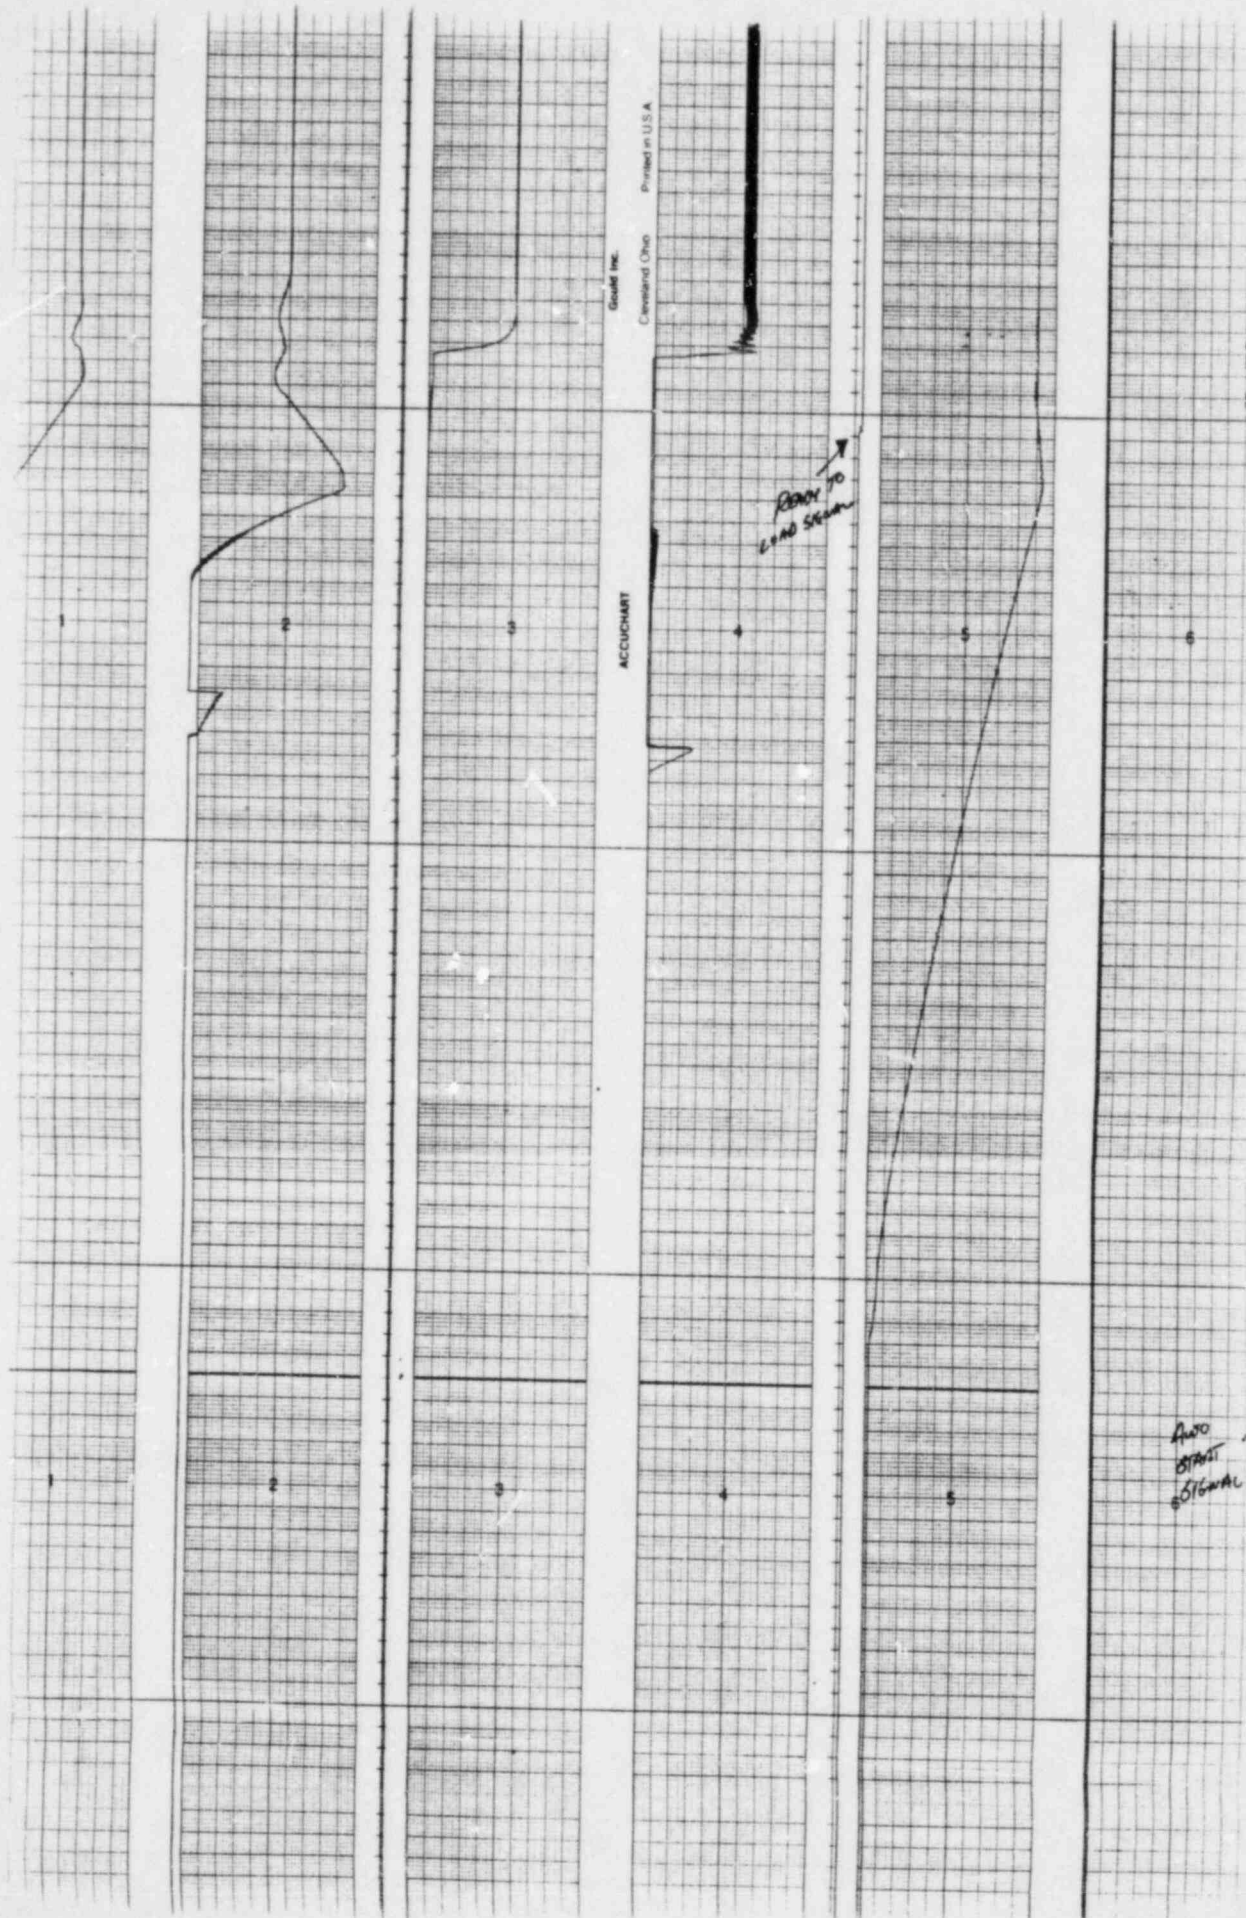 Gould Inc.
Cleveland Ohio Printed in U.S.A.
READY TO
LOAD SIGNAL
ACCUCHART
1 2 3 4 5 6
AUTO
START
SIGNAL
1 2 3 4 5